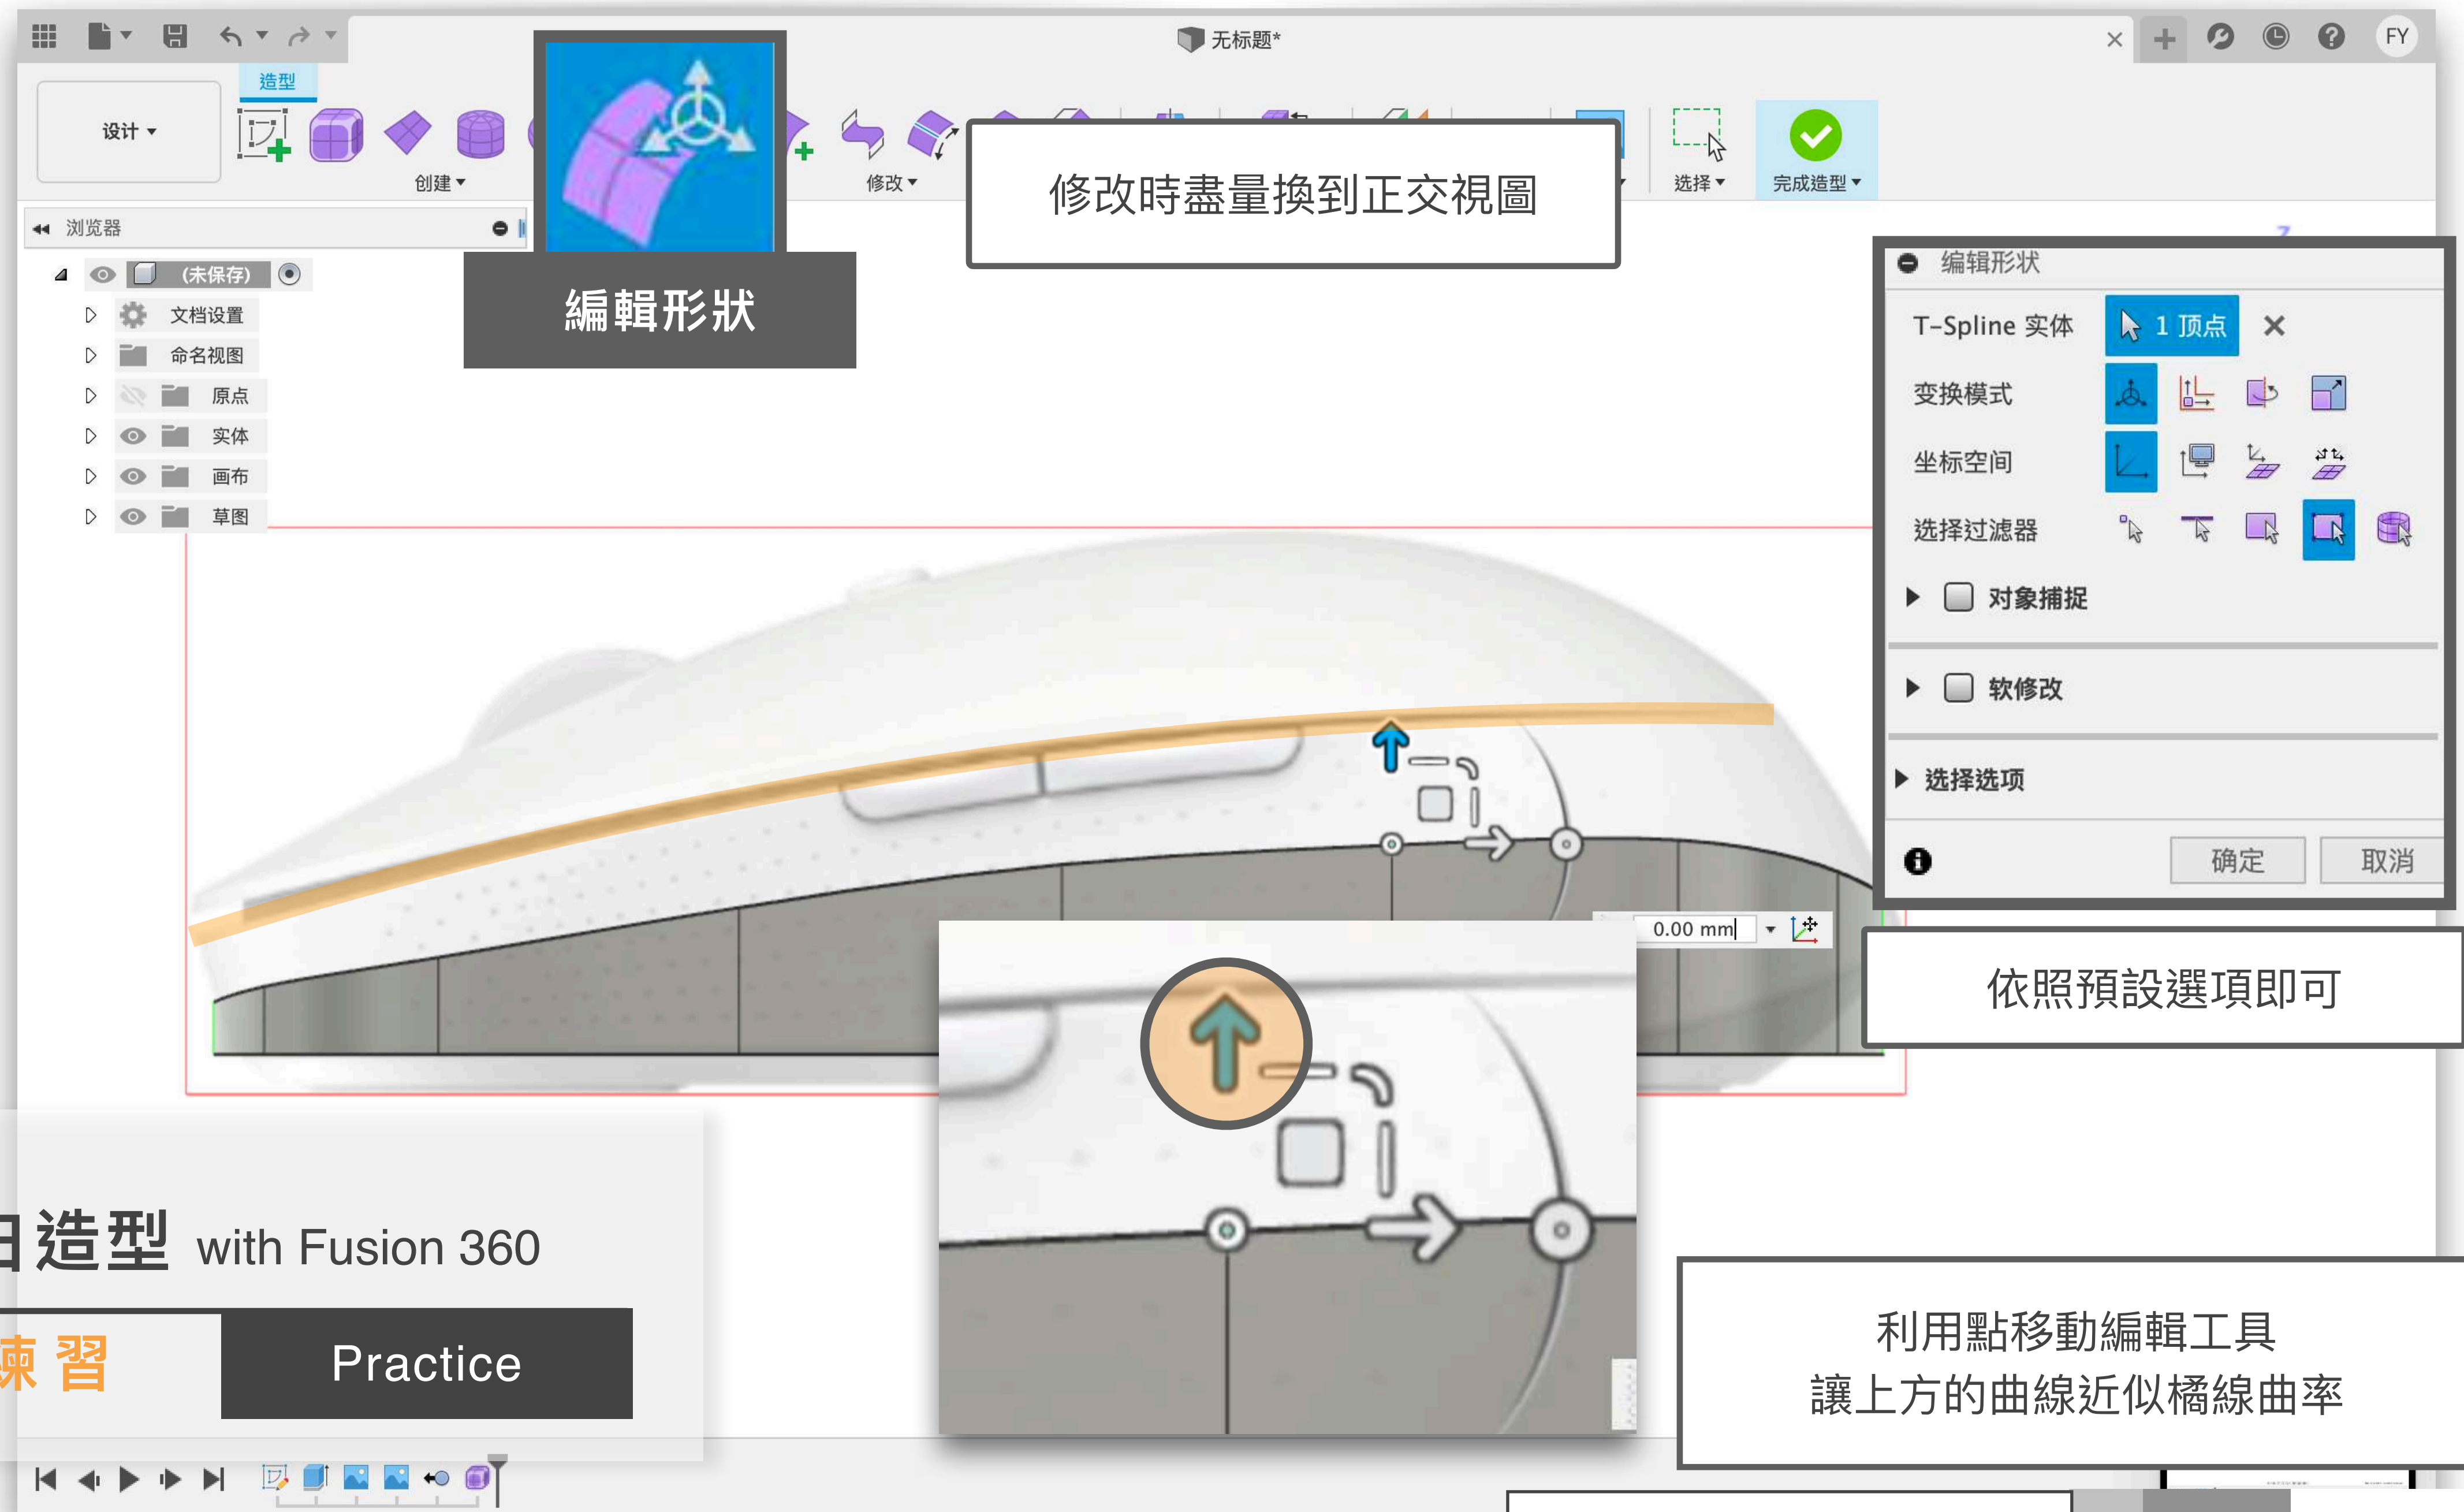 无标题*
FY
造型
设计
创建
修改
选择
完成造型
修改時盡量換到正交視圖
浏览器
(未保存)
文档设置
命名视图
原点
实体
画布
草图
編輯形狀
编辑形状
T-Spline 实体
1 顶点
变换模式
坐标空间
选择过滤器
对象捕捉
软修改
选择选项
确定
取消
0.00 mm
依照預設選項即可
造型 with Fusion 360
練習
Practice
利用點移動編輯工具
讓上方的曲線近似橘線曲率